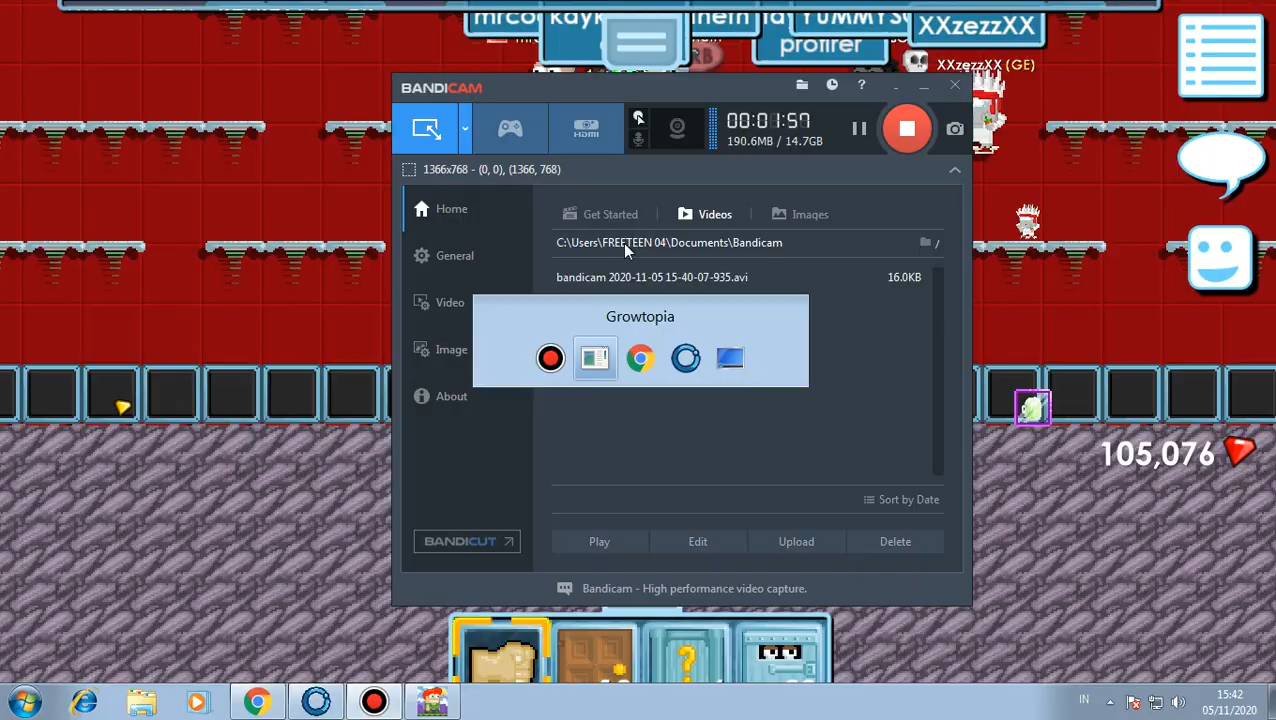 XXzezzXX
profirer
XXzezzXX (GE)
BANDICAM
?
HDMI
00:01:57
190.6MB / 14.7GB
1366x768 - (0, 0), (1366, 768)
Home
General
Video
Image
About
BANDICUT
Get Started
Videos
Images
C:\Users\FREETEEN 04\Documents\Bandicam
/
bandicam 2020-11-05 15-40-07-935.avi
16.0KB
Growtopia
105,076
Sort by Date
Play
Edit
Upload
Delete
Bandicam - High performance video capture.
?
IN
15:42
05/11/2020